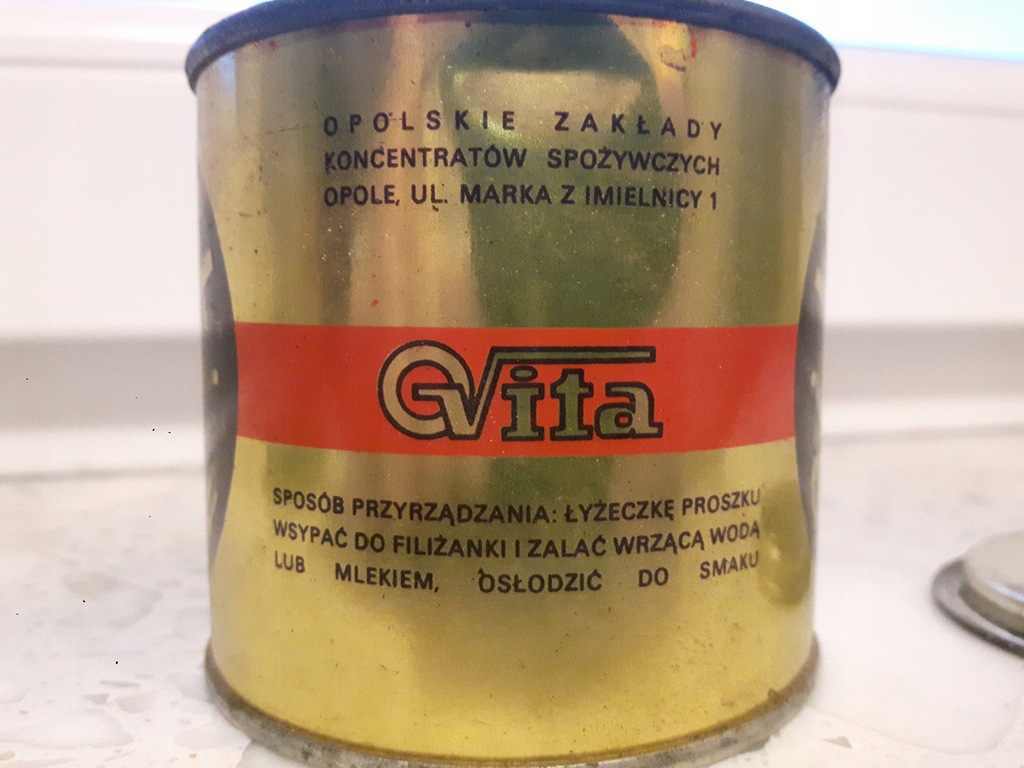 OPOLSKIE ZAKŁADY
KONCENTRATÓW SPOŻYWCZYCH
OPOLE, UL. MARKA Z IMIELNICY 1
OVita
SPOSÓB PRZYRZĄDZANIA: ŁYŻECZKĘ PROSZKU
WSYPAĆ DO FILIŻANKI I ZALAĆ WRZĄCĄ WODĄ
LUB MLEKIEM, OSŁODZIĆ DO SMAKU